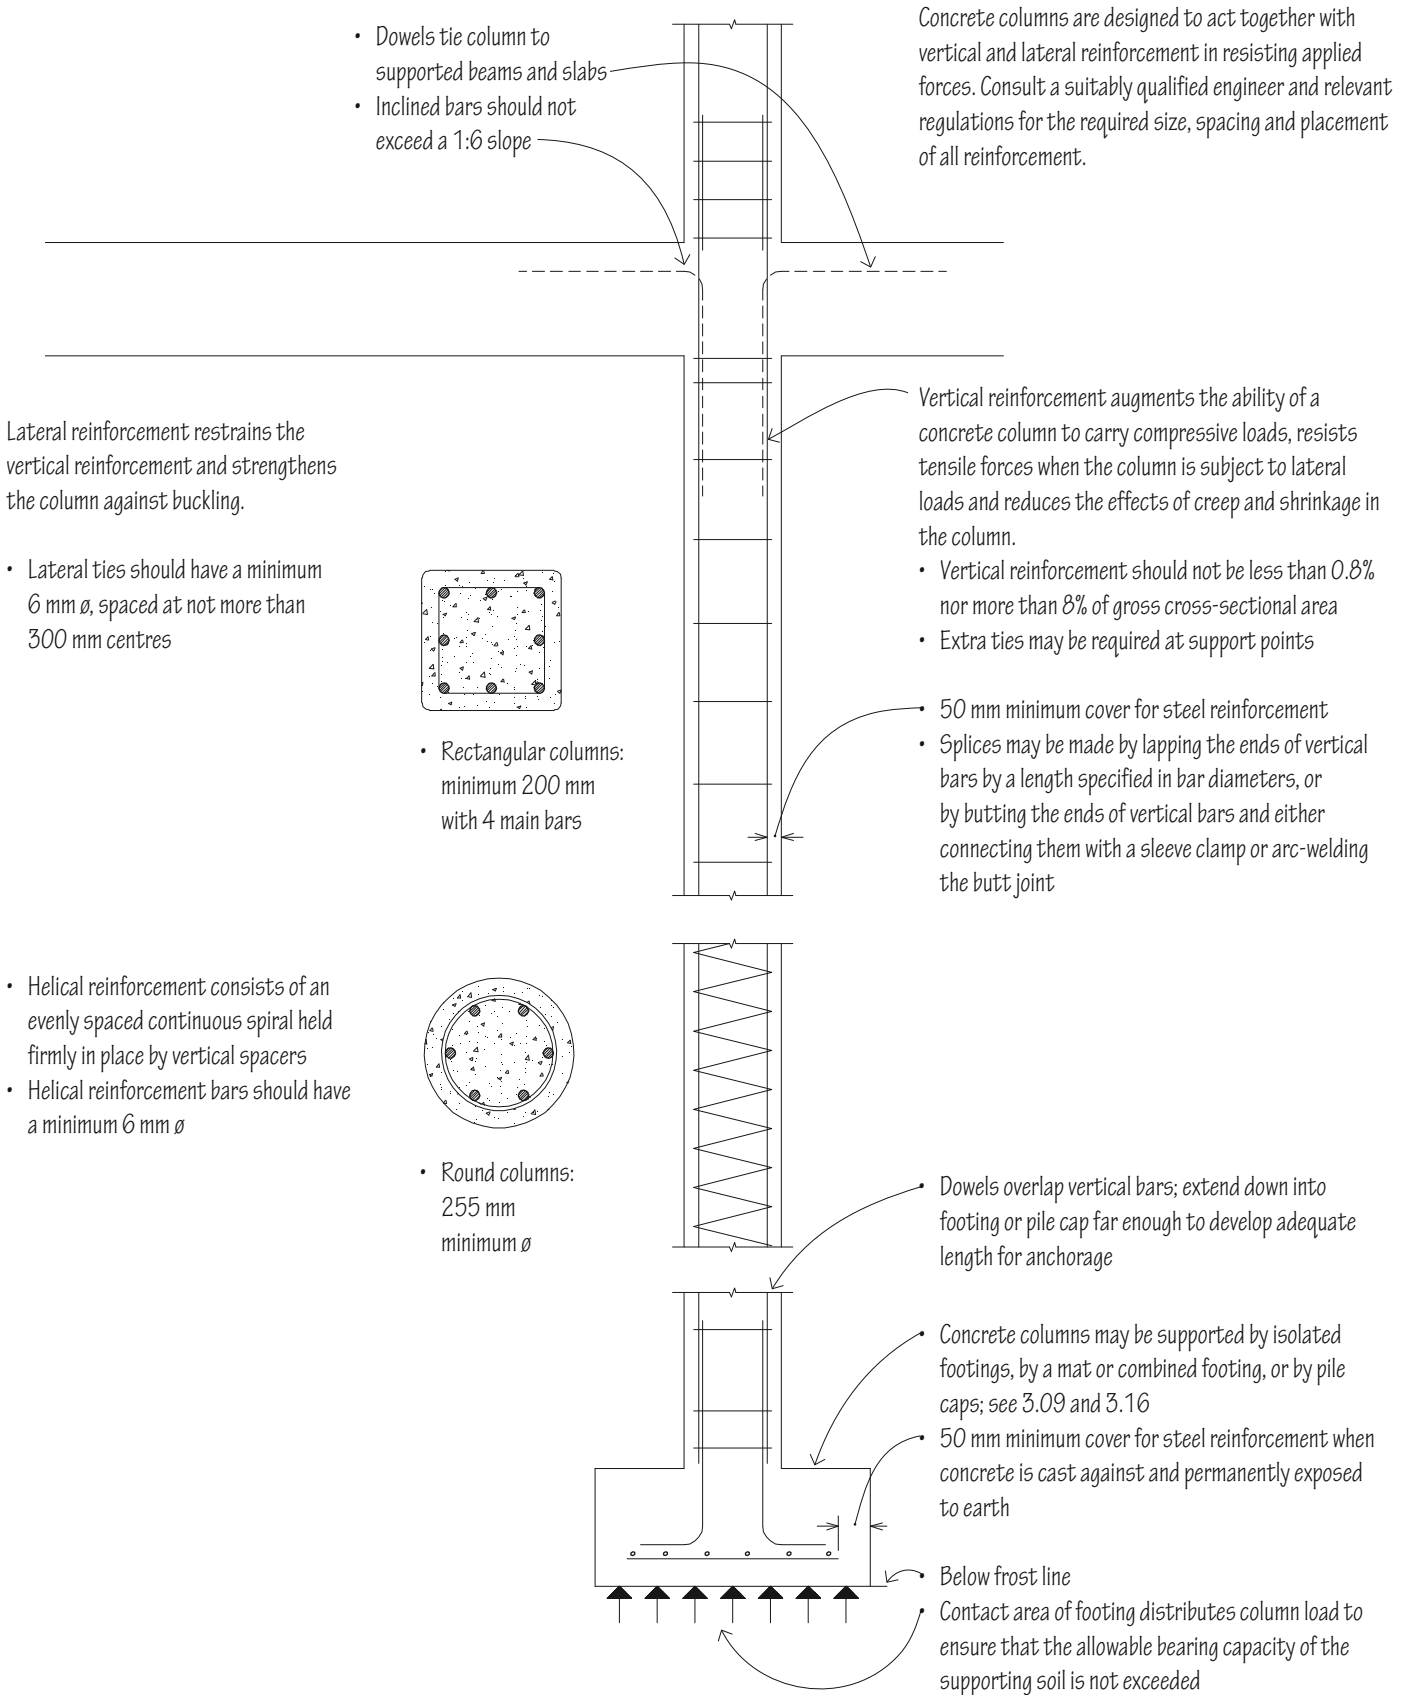 • Dowels tie column to
supported beams and slabs
• Inclined bars should not
exceed a 1:6 slope
Concrete columns are designed to act together with
vertical and lateral reinforcement in resisting applied
forces. Consult a suitably qualified engineer and relevant
regulations for the required size, spacing and placement
of all reinforcement.
Lateral reinforcement restrains the
vertical reinforcement and strengthens
the column against buckling.
• Lateral ties should have a minimum
6 mm ø, spaced at not more than
300 mm centres
• Rectangular columns:
minimum 200 mm
with 4 main bars
Vertical reinforcement augments the ability of a
concrete column to carry compressive loads, resists
tensile forces when the column is subject to lateral
loads and reduces the effects of creep and shrinkage in
the column.
• Vertical reinforcement should not be less than 0.8%
nor more than 8% of gross cross-sectional area
• Extra ties may be required at support points
• 50 mm minimum cover for steel reinforcement
• Splices may be made by lapping the ends of vertical
bars by a length specified in bar diameters, or
by butting the ends of vertical bars and either
connecting them with a sleeve clamp or arc-welding
the butt joint
• Helical reinforcement consists of an
evenly spaced continuous spiral held
firmly in place by vertical spacers
• Helical reinforcement bars should have
a minimum 6 mm ø
• Round columns:
255 mm
minimum ø
• Dowels overlap vertical bars; extend down into
footing or pile cap far enough to develop adequate
length for anchorage
• Concrete columns may be supported by isolated
footings, by a mat or combined footing, or by pile
caps; see 3.09 and 3.16
• 50 mm minimum cover for steel reinforcement when
concrete is cast against and permanently exposed
to earth
• Below frost line
• Contact area of footing distributes column load to
ensure that the allowable bearing capacity of the
supporting soil is not exceeded